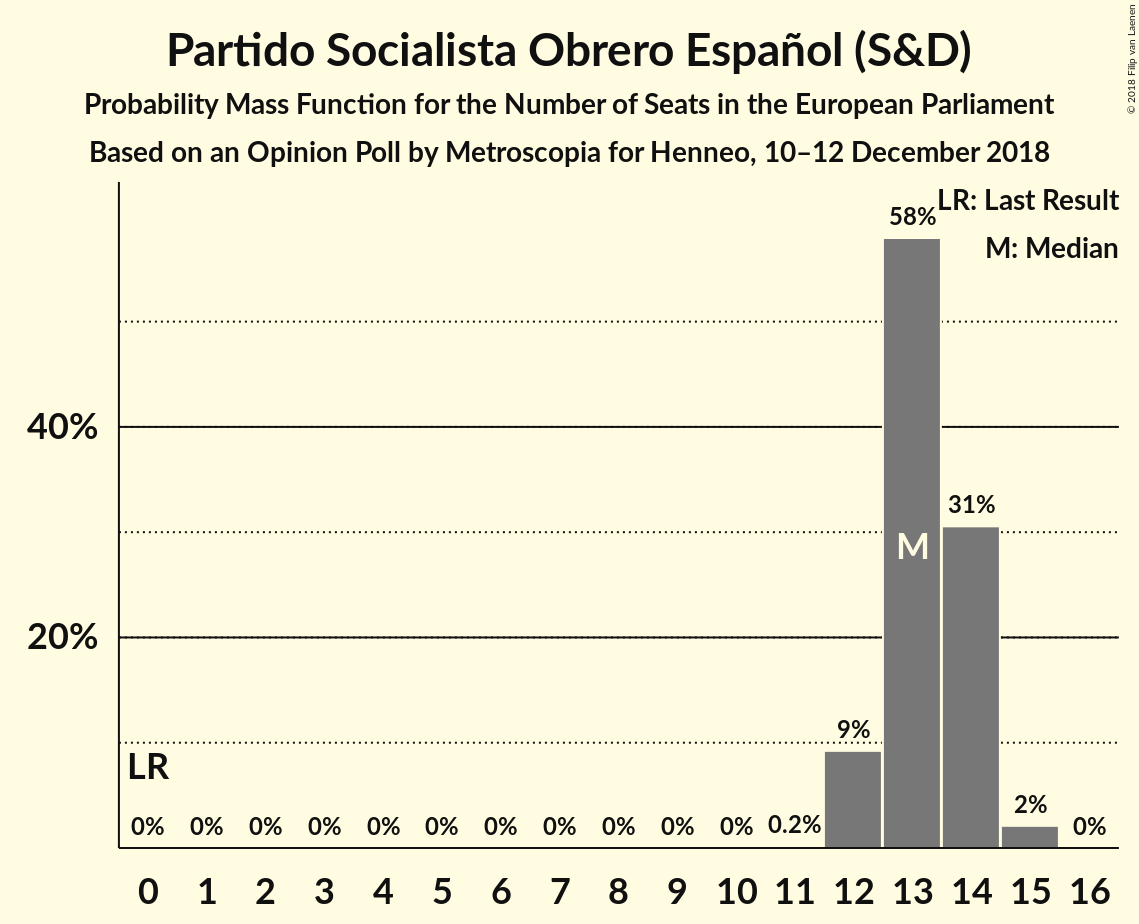 Partido Socialista Obrero Español (S&D)
Probability Mass Function for the Number of Seats in the European Parliament
Based on an Opinion Poll by Metroscopia for Henneo, 10–12 December 2018
© 2018 Filip van Laenen
LR: Last Result
M: Median
58%
40%
31%
M
20%
9%
LR
2%
0% 0% 0% 0% 0% 0% 0% 0% 0% 0% 0% 0.2% 0%
0 1 2 3 4 5 6 7 8 9 10 11 12 13 14 15 16